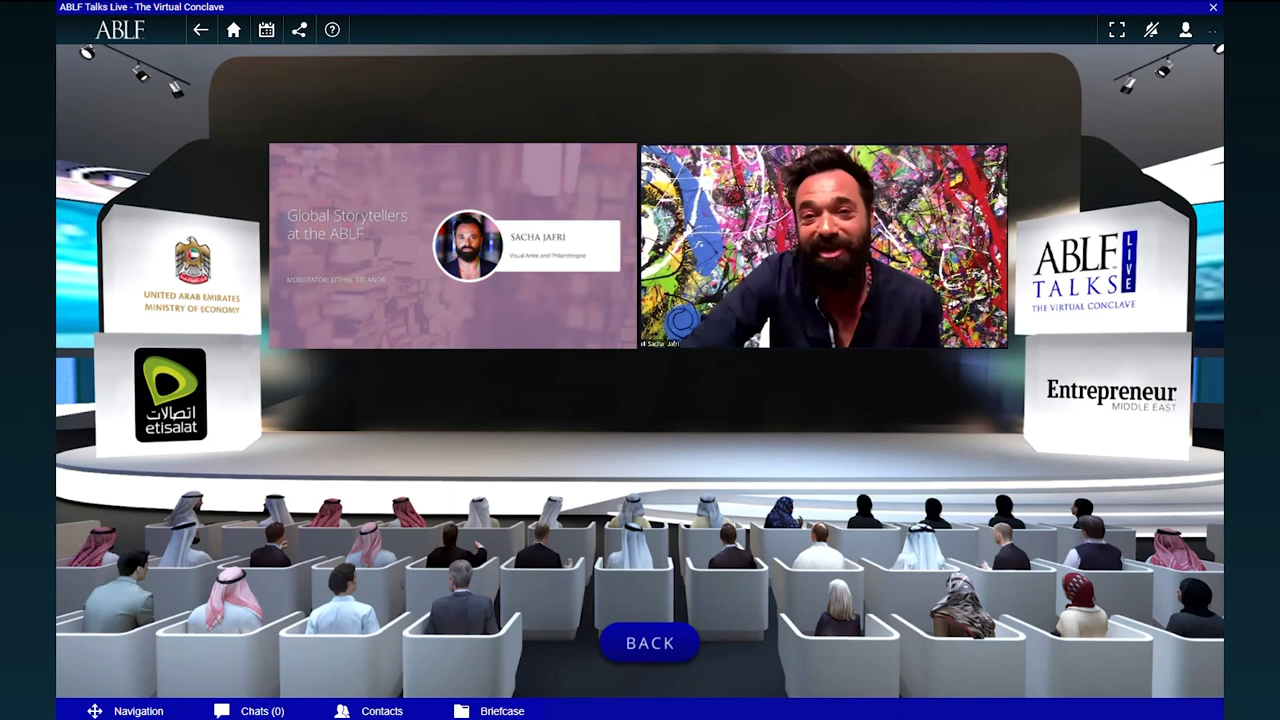 ABLF Talks Live - The Virtual Conclave
ABLF
Global Storytellers
at the ABLF
MODERATOR: EITHNE TREANOR
SACHA JAFRI
Visual Artist and Philanthropist
Sacha Jafri
UNITED ARAB EMIRATES
MINISTRY OF ECONOMY
اتصالات
etisalat
ABLF
TALKS
LIVE
THE VIRTUAL CONCLAVE
Entrepreneur
MIDDLE EAST
BACK
Navigation
Chats (0)
Contacts
Briefcase